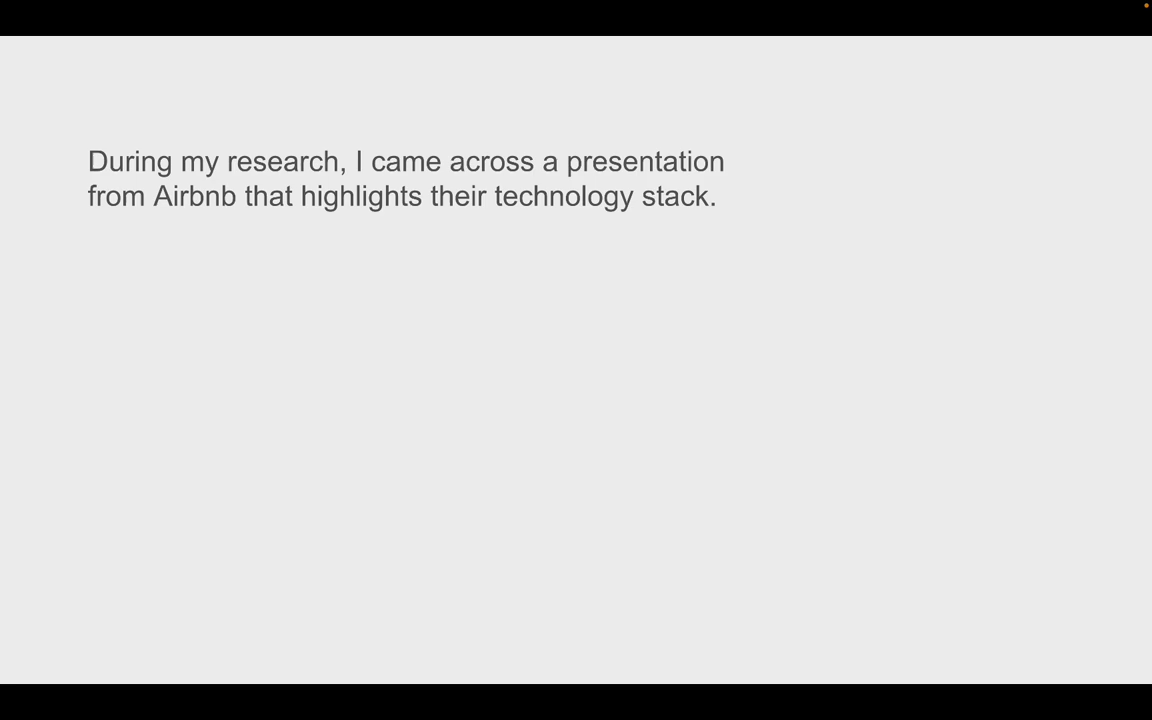 During my research, I came across a presentation
from Airbnb that highlights their technology stack.